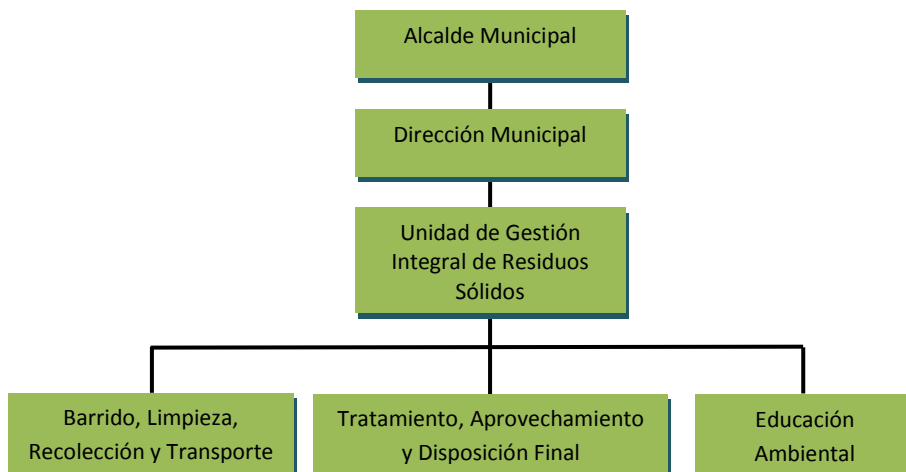 Alcalde Municipal
Dirección Municipal
Unidad de Gestión
Integral de Residuos
Sólidos
Barrido, Limpieza,
Recolección y Transporte
Tratamiento, Aprovechamiento
y Disposición Final
Educación
Ambiental